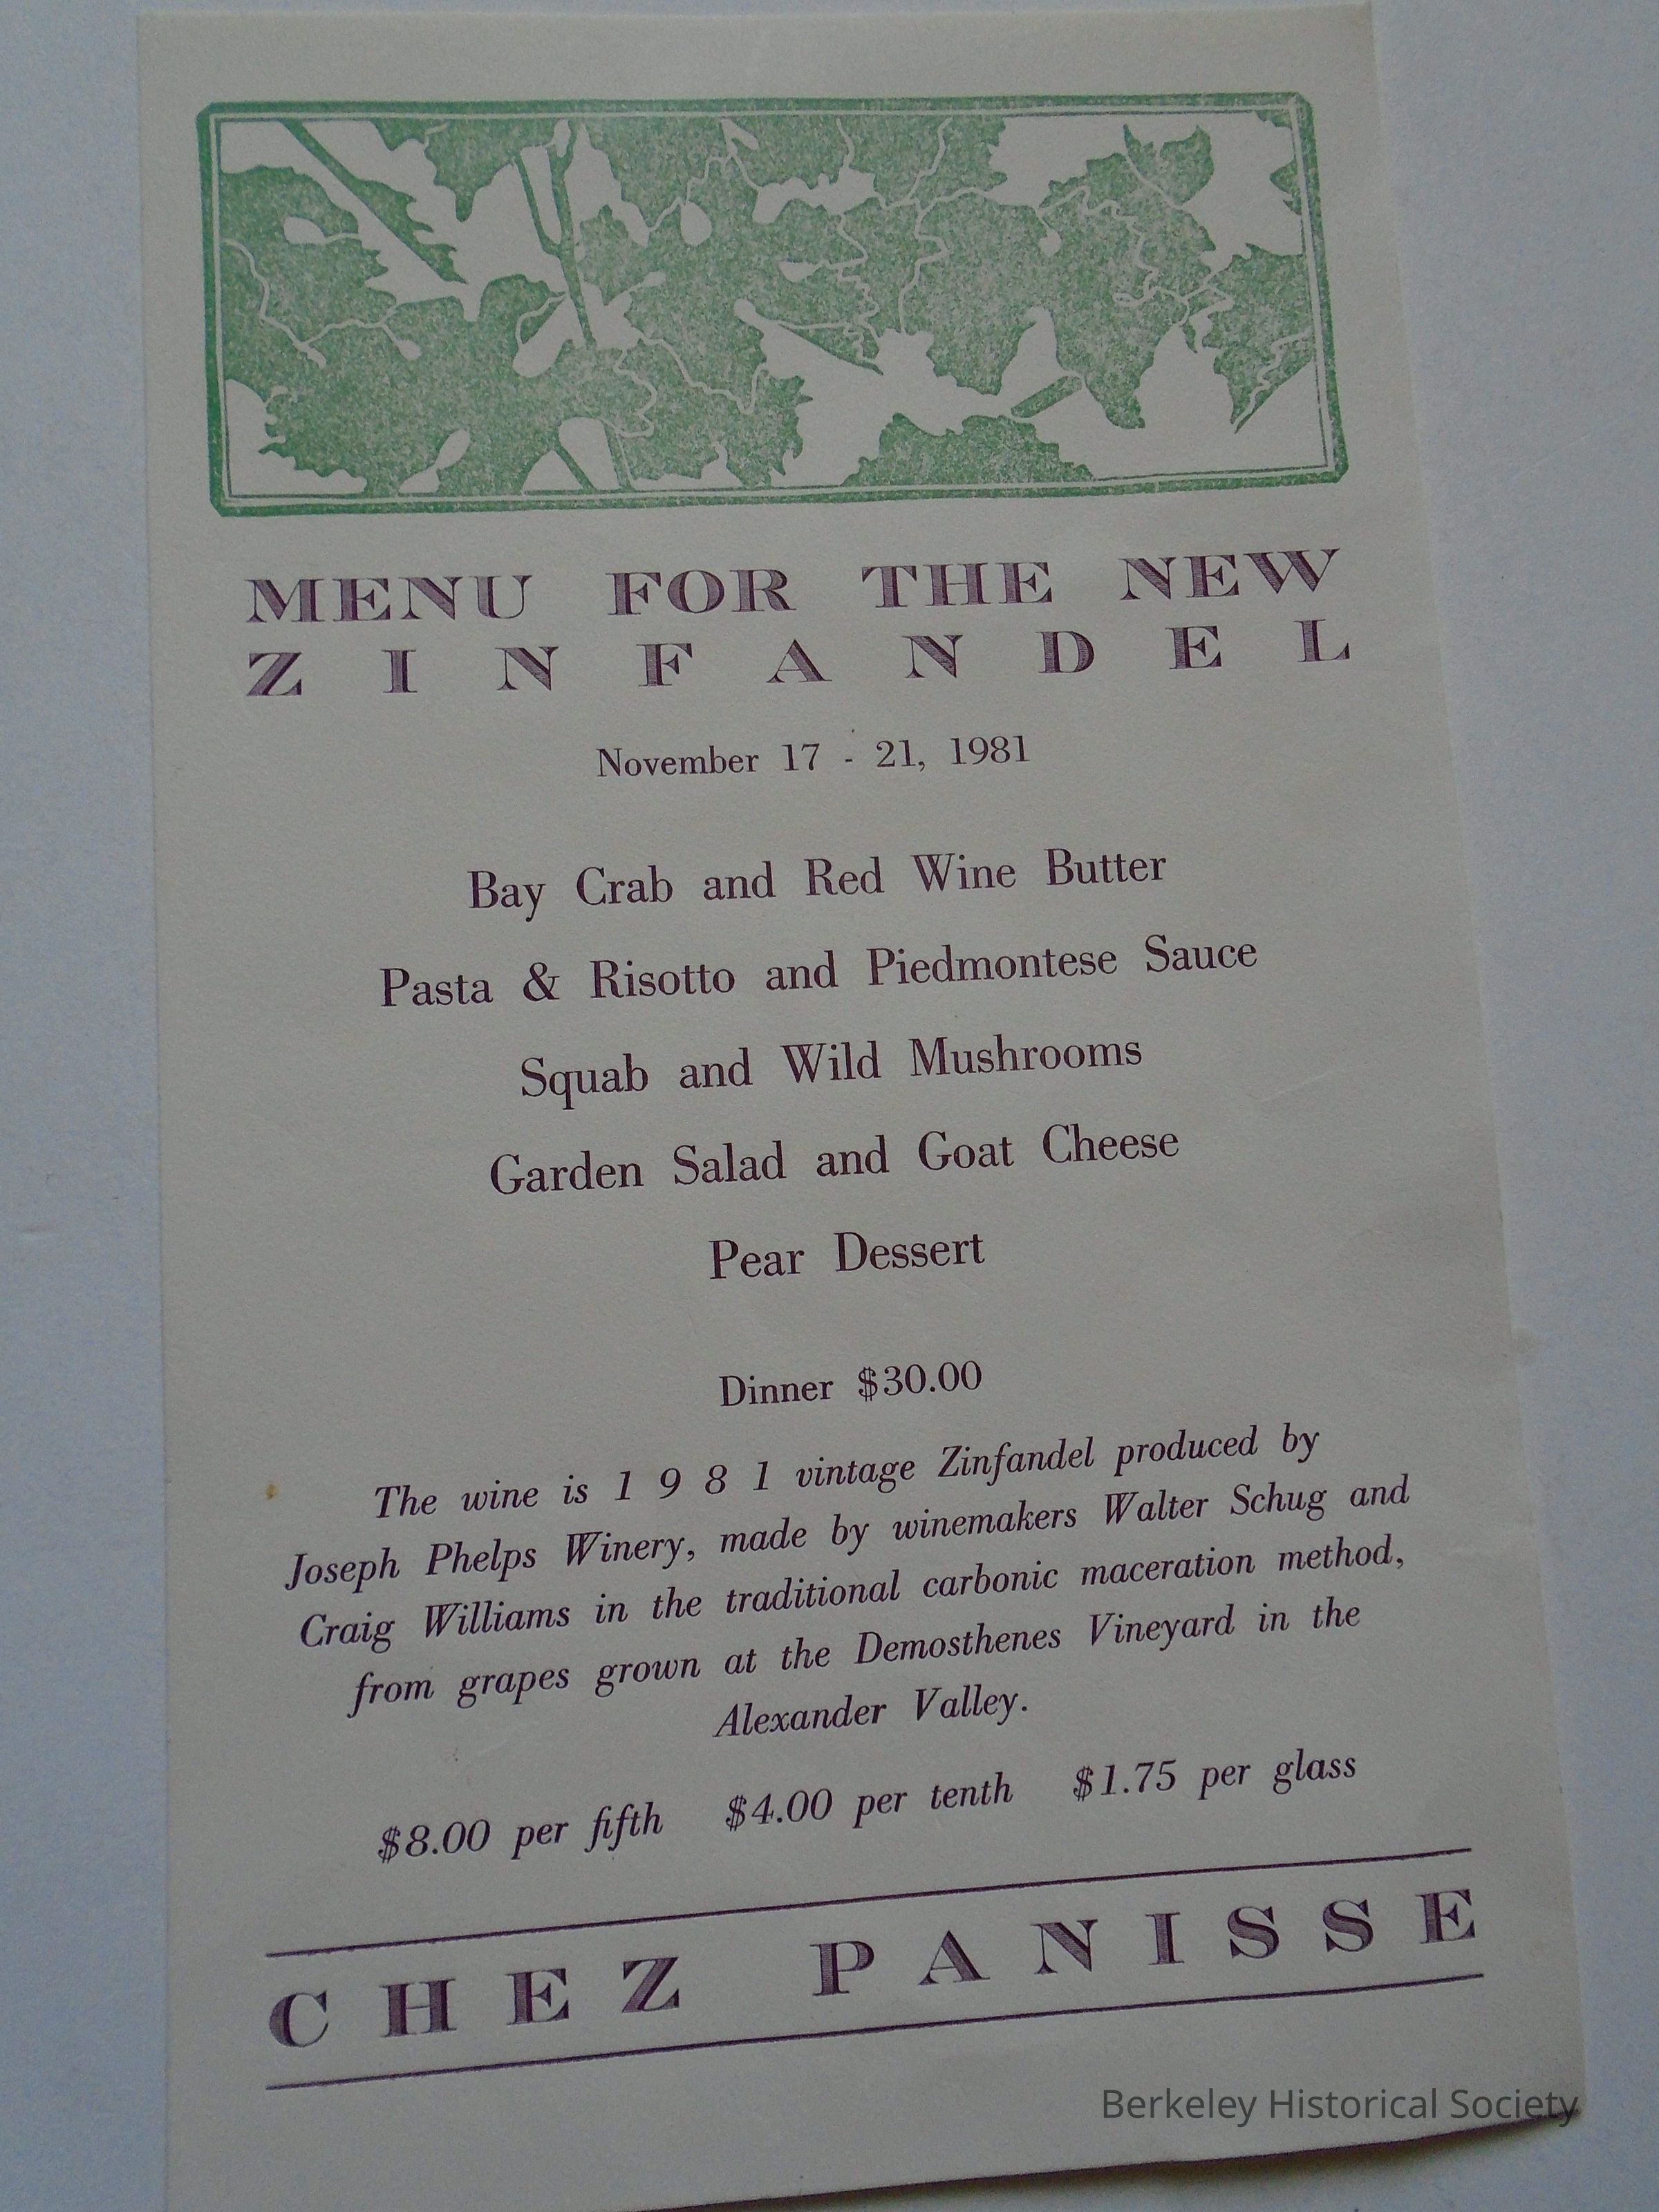 MENU FOR THE NEW
ZINFANDEL
November 17 - 21, 1981
Bay Crab and Red Wine Butter
Pasta & Risotto and Piedmontese Sauce
Squab and Wild Mushrooms
Garden Salad and Goat Cheese
Pear Dessert
Dinner $30.00
The wine is 1 9 8 1 vintage Zinfandel produced by
Joseph Phelps Winery, made by winemakers Walter Schug and
Craig Williams in the traditional carbonic maceration method,
from grapes grown at the Demosthenes Vineyard in the
Alexander Valley.
$8.00 per fifth $4.00 per tenth $1.75 per glass
CHEZ PANISSE
Berkeley Historical Society